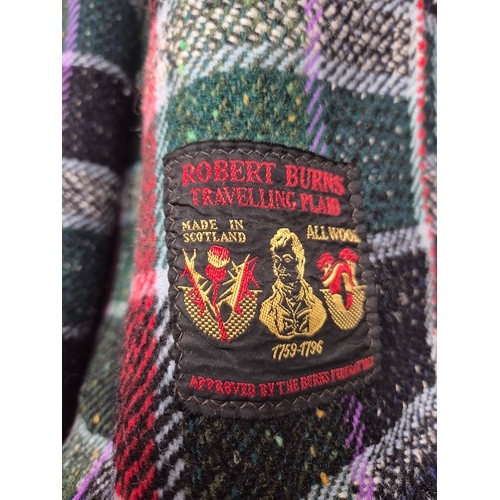 ROBERT BURNS
TRAVELLING PLAID
MADE IN
SCOTLAND
ALL WOOL
1759-1796
APPROVED BY THE BURNS FEDERATION